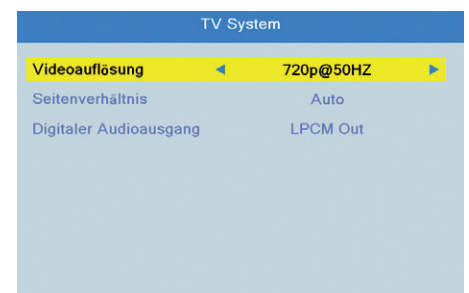 TV System
Videoauflösung 720p@50HZ
Seitenverhältnis Auto
Digitaler Audioausgang LPCM Out